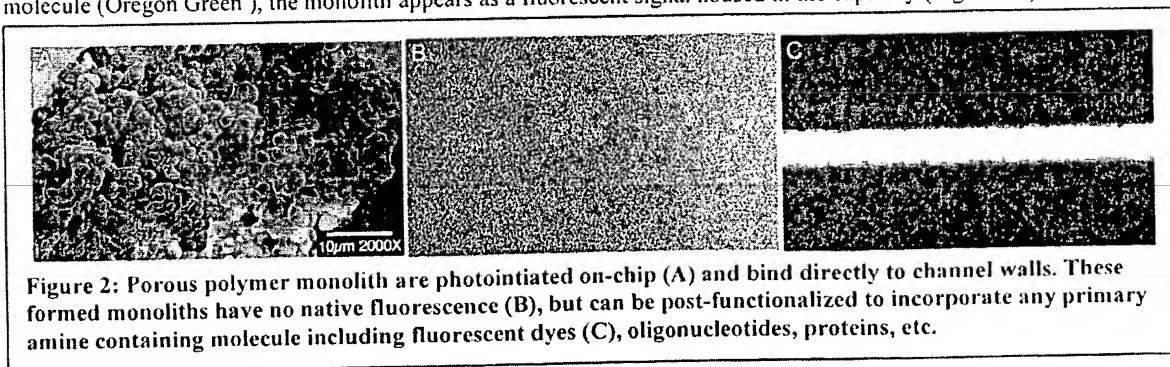 molecule (Oregon Green ), the monolith appears as a fluorescent signal housed in the capillary
A
B
C
10µm 2000X
Figure 2: Porous polymer monolith are photointiated on-chip (A) and bind directly to channel walls. These
formed monoliths have no native fluorescence (B), but can be post-functionalized to incorporate any primary
amine containing molecule including fluorescent dyes (C), oligonucleotides, proteins, etc.